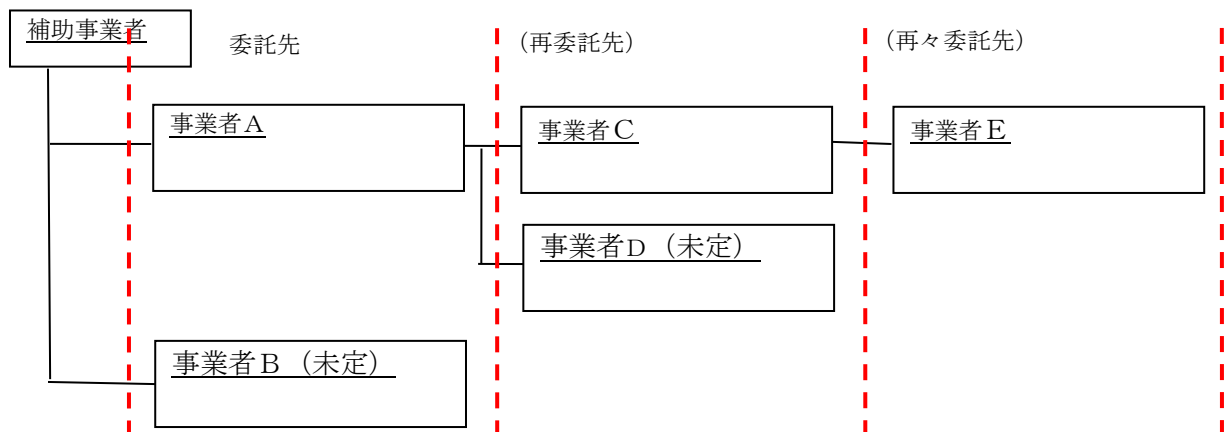 補助事業者
委託先
(再委託先)
(再々委託先)
事業者A
事業者C
事業者E
事業者D（未定）
事業者B（未定）